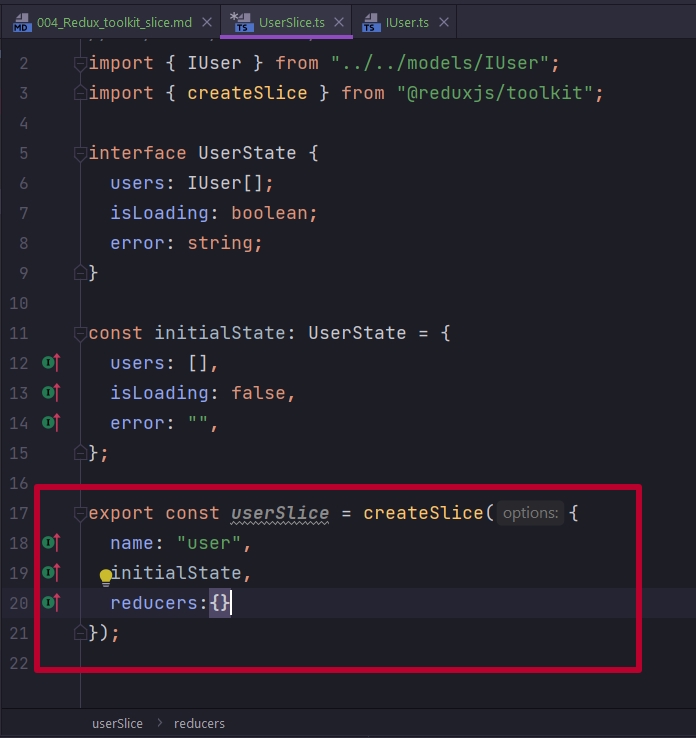 004_Redux_toolkit_slice.md UserSlice.ts IUser.ts
2 import { IUser } from "../../models/IUser";
3 import { createSlice } from "@reduxjs/toolkit";
4
5 interface UserState {
6 users: IUser[];
7 isLoading: boolean;
8 error: string;
9 }
10
11 const initialState: UserState = {
12 users: [],
13 isLoading: false,
14 error: "",
15 };
16
17 export const userSlice = createSlice( options: {
18 name: "user",
19 initialState,
20 reducers:{}
21 });
22
userSlice > reducers